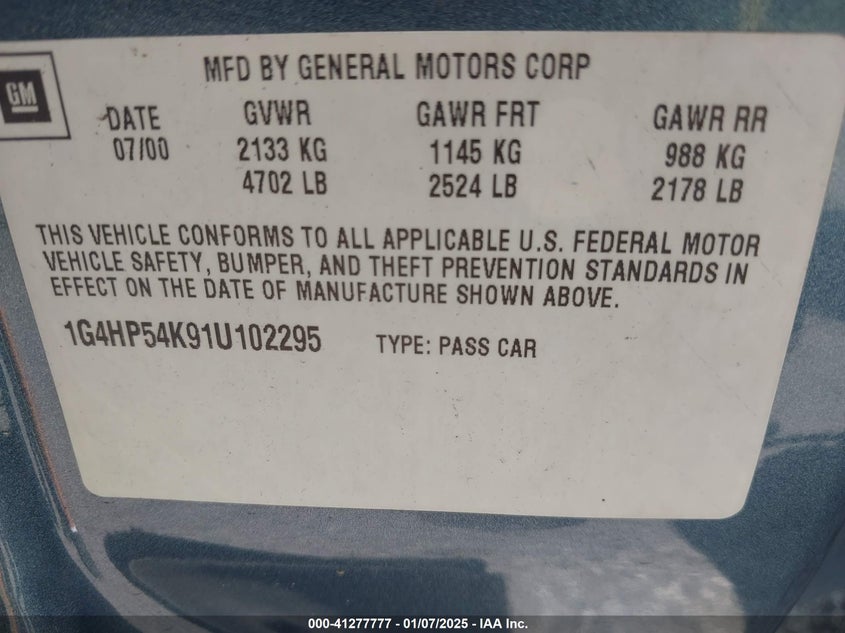 GM
MFD BY GENERAL MOTORS CORP
DATE GVWR GAWR FRT GAWR RR
07/00 2133 KG 1145 KG 988 KG
4702 LB 2524 LB 2178 LB
THIS VEHICLE CONFORMS TO ALL APPLICABLE U.S. FEDERAL MOTOR
VEHICLE SAFETY, BUMPER, AND THEFT PREVENTION STANDARDS IN
EFFECT ON THE DATE OF MANUFACTURE SHOWN ABOVE.
1G4HP54K91U102295 TYPE: PASS CAR
000-41277777 - 01/07/2025 - IAA Inc.